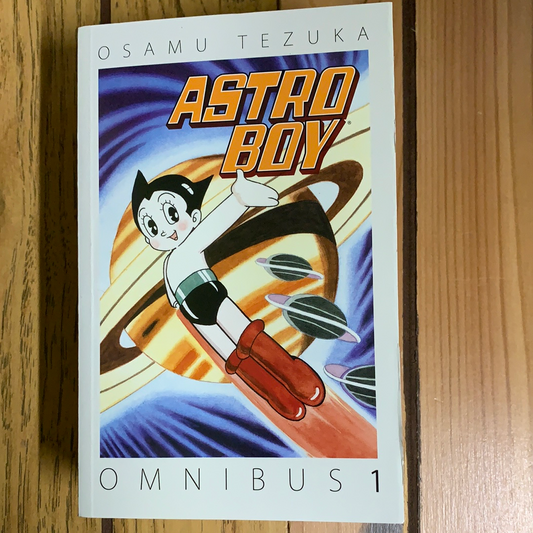 OSAMU TEZUKA
ASTRO
BOY
OMNIBUS 1